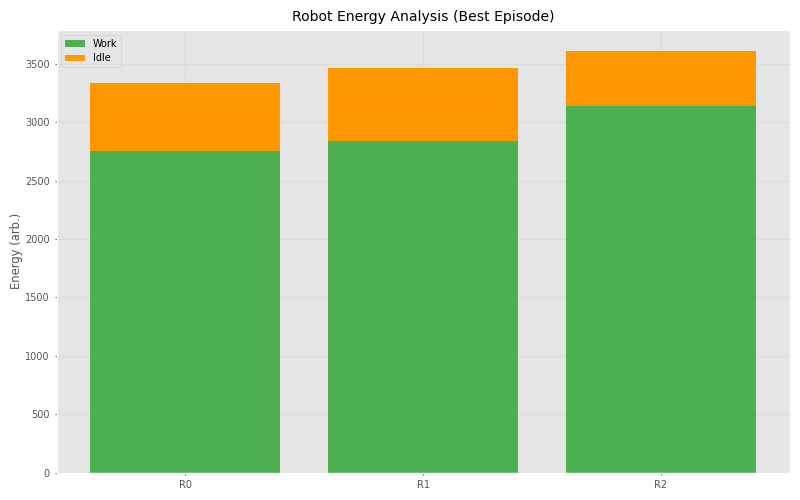 Robot Energy Analysis (Best Episode)
Work
Idle
Energy (arb.)
3500
3000
2500
2000
1500
1000
500
0
R0
R1
R2